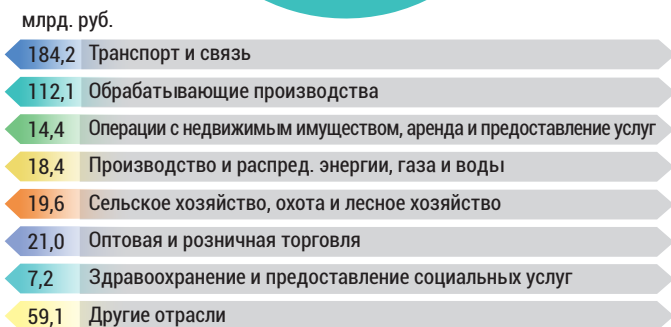 млрд. руб.
184,2 Транспорт и связь
112,1 Обрабатывающие производства
14,4 Операции с недвижимым имуществом, аренда и предоставление услуг
18,4 Производство и распред. энергии, газа и воды
19,6 Сельское хозяйство, охота и лесное хозяйство
21,0 Оптовая и розничная торговля
7,2 Здравоохранение и предоставление социальных услуг
59,1 Другие отрасли